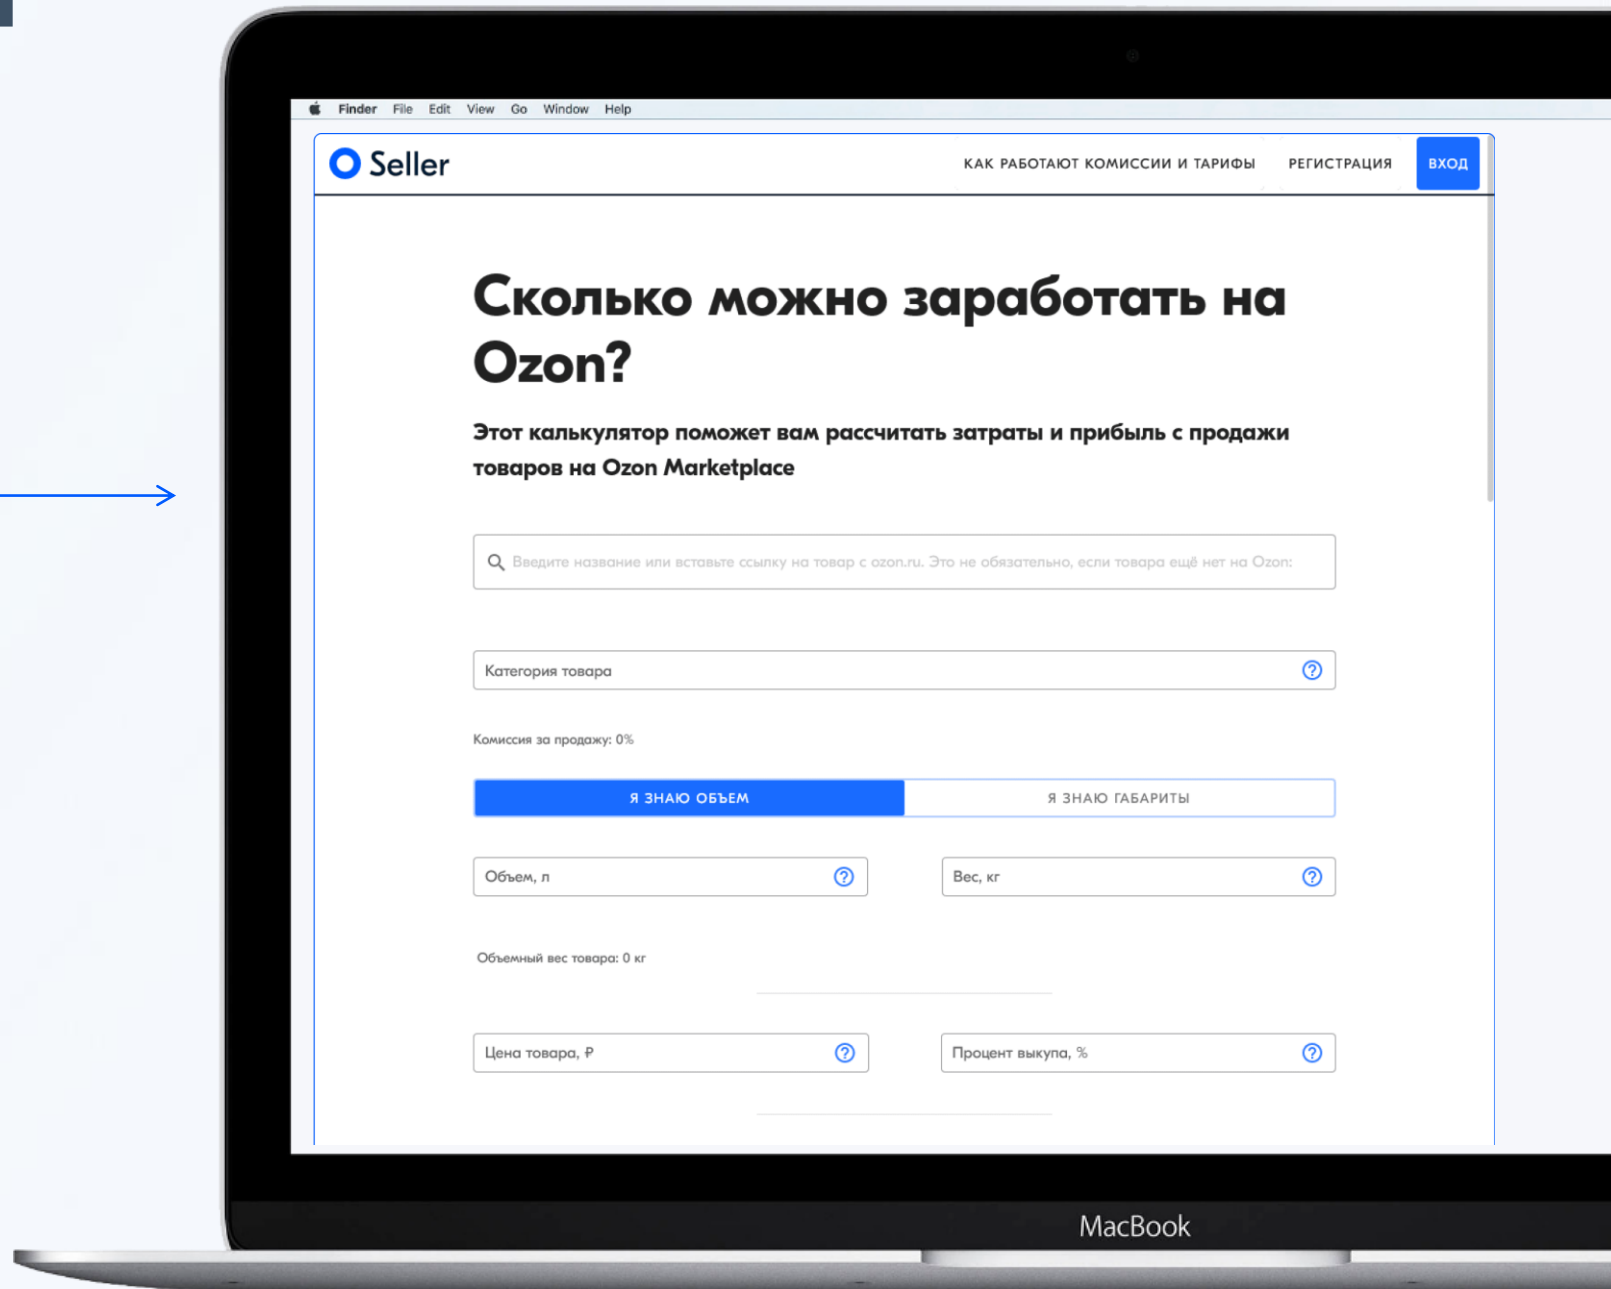 Finder File Edit View Go Window Help
Seller
КАК РАБОТАЮТ КОМИССИИ И ТАРИФЫ РЕГИСТРАЦИЯ ВХОД
Сколько можно заработать на
Ozon?
Этот калькулятор поможет вам рассчитать затраты и прибыль с продажи
товаров на Ozon Marketplace
Введите название или вставьте ссылку на товар с ozon.ru. Это не обязательно, если товара ещё нет на Ozon:
Категория товара
Комиссия за продажу: 0%
Я ЗНАЮ ОБЪЕМ Я ЗНАЮ ГАБАРИТЫ
Объем, л Вес, кг
Объемный вес товара: 0 кг
Цена товара, ₽ Процент выкупа, %
MacBook